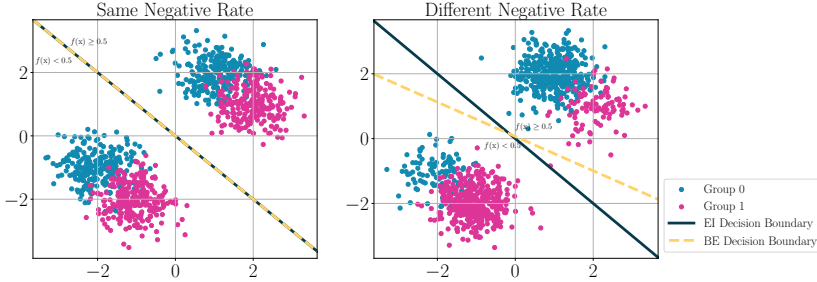 Same Negative Rate
Different Negative Rate
f(x) ≥ 0.5
f(x) < 0.5
2
0
−2
−2
0
2
f(x) ≥ 0.5
f(x) < 0.5
2
0
−2
−2
0
2
Group 0
Group 1
EI Decision Boundary
BE Decision Boundary